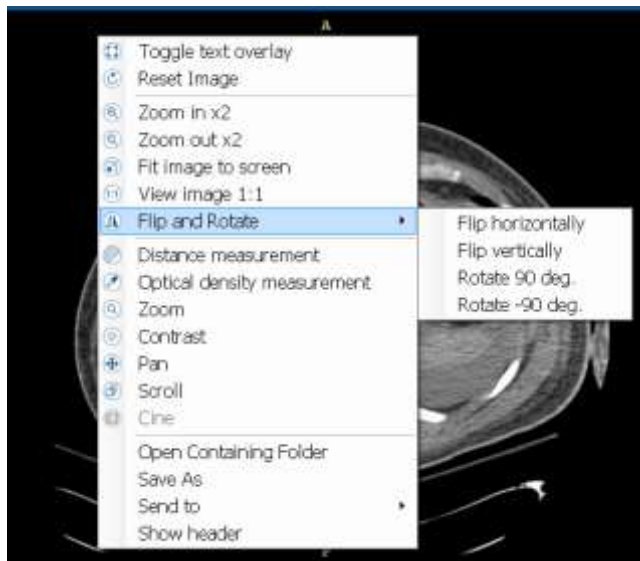 A
Toggle text overlay
Reset Image
Zoom in x2
Zoom out x2
Fit image to screen
View image 1:1
Flip and Rotate
Flip horizontally
Flip vertically
Rotate 90 deg.
Rotate -90 deg.
Distance measurement
Optical density measurement
Zoom
Contrast
Pan
Scroll
Cine
Open Containing Folder
Save As
Send to
Show header